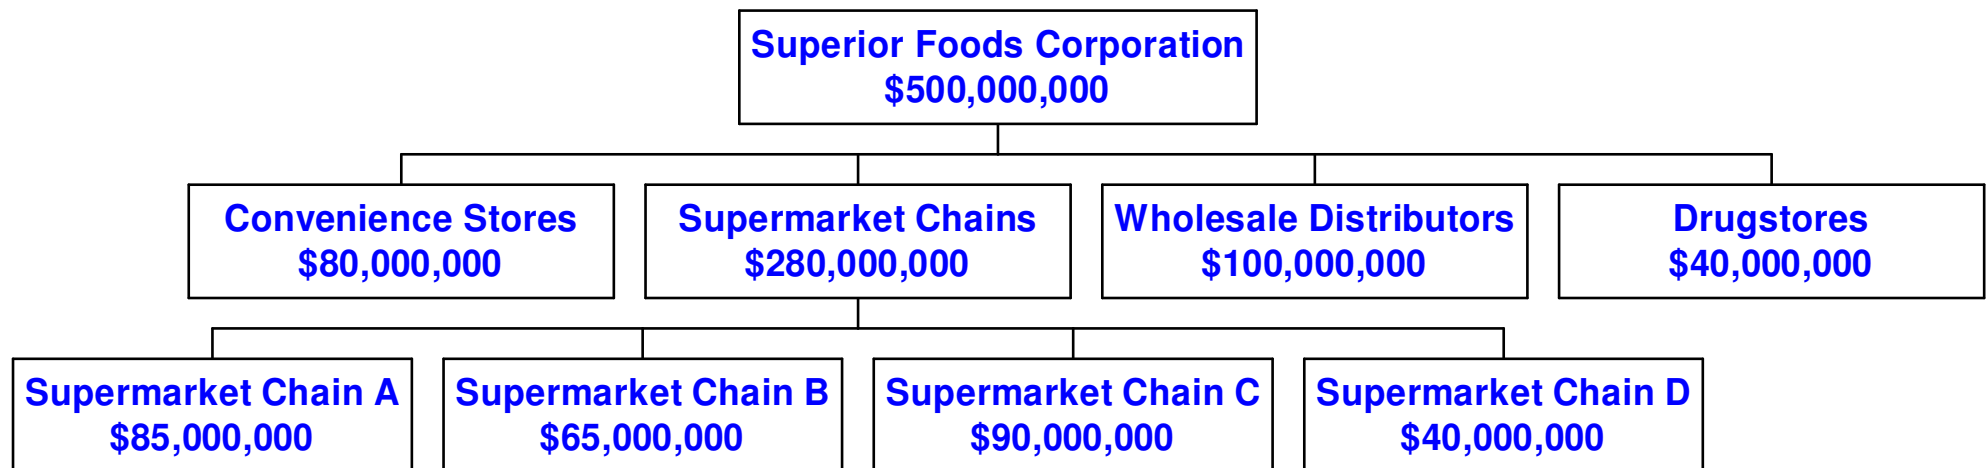 Superior Foods Corporation
$500,000,000
Convenience Stores
$80,000,000
Supermarket Chains
$280,000,000
Wholesale Distributors
$100,000,000
Drugstores
$40,000,000
Supermarket Chain A
$85,000,000
Supermarket Chain B
$65,000,000
Supermarket Chain C
$90,000,000
Supermarket Chain D
$40,000,000